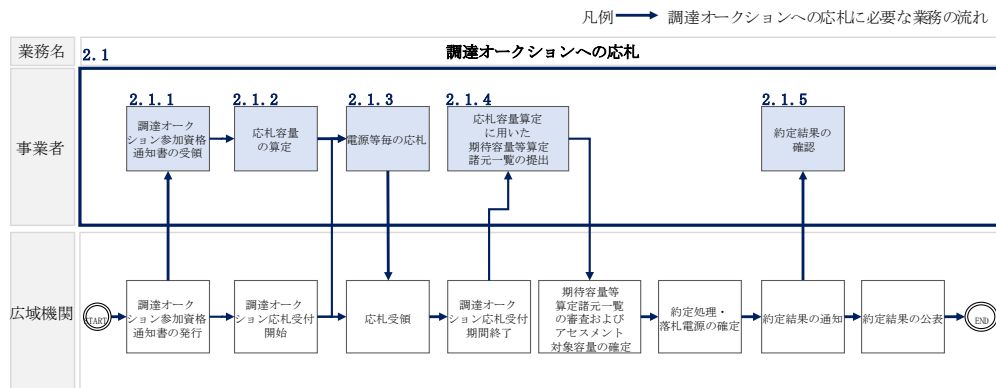 凡例 調達オークションへの応札に必要な業務の流れ
業務名
2.1
調達オークションへの応札
事業者
2.1.1
調達オーク
ション参加資格
通知書の受領
2.1.2
応札容量
の算定
2.1.3
電源等毎の応札
2.1.4
応札容量算定
に用いた
期待容量等算定
諸元一覧の提出
2.1.5
約定結果の
確認
広域機関
START
調達オーク
ション参加資格
通知書の発行
調達オーク
ション応札受付
開始
応札受領
調達オーク
ション応札受付
期間終了
期待容量等
算定諸元一覧
の審査および
アセスメント
対象容量の確定
約定処理・
落札電源の確定
約定結果の通知
約定結果の公表
END